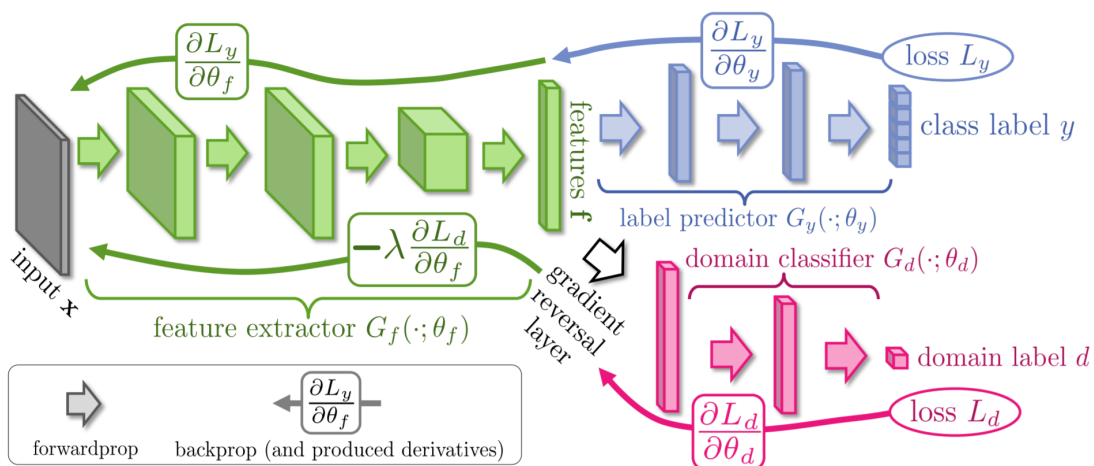 ∂L_y/∂θ_f
∂L_y/∂θ_y
loss L_y
features f
class label y
label predictor G_y(·;θ_y)
−λ ∂L_d/∂θ_f
input x
feature extractor G_f(·;θ_f)
gradient
reversal
layer
domain classifier G_d(·;θ_d)
domain label d
∂L_d/∂θ_d
loss L_d
forwardprop
∂L_y/∂θ_f
backprop (and produced derivatives)